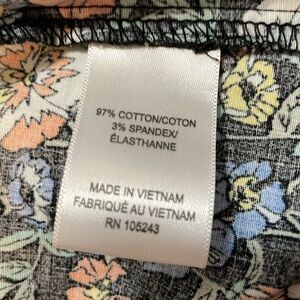 97% COTTON/COTON
3% SPANDEX/
ÉLASTHANNE
MADE IN VIETNAM
FABRIQUÉ AU VIETNAM
RN 105243